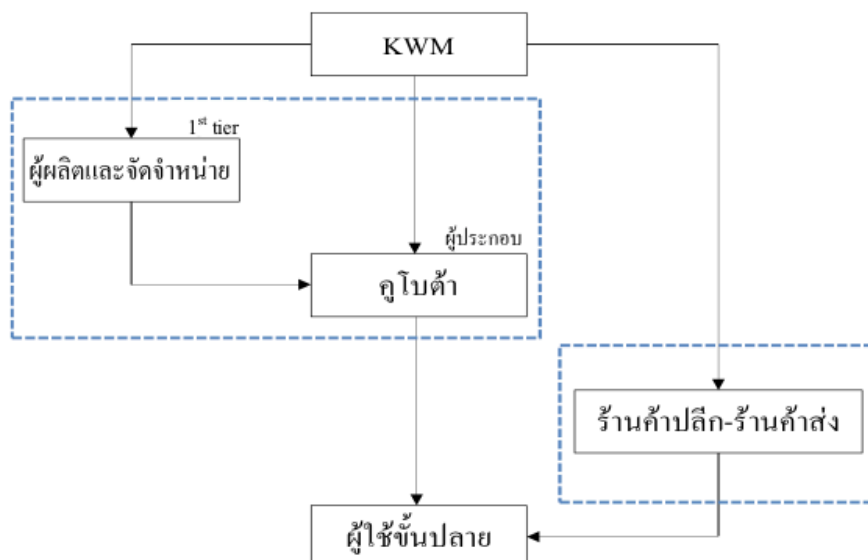 KWM
1st tier
ผู้ผลิตและจัดจำหน่าย
ผู้ประกอบ
คูโบต้า
ร้านค้าปลีก-ร้านค้าส่ง
ผู้ใช้ขั้นปลาย